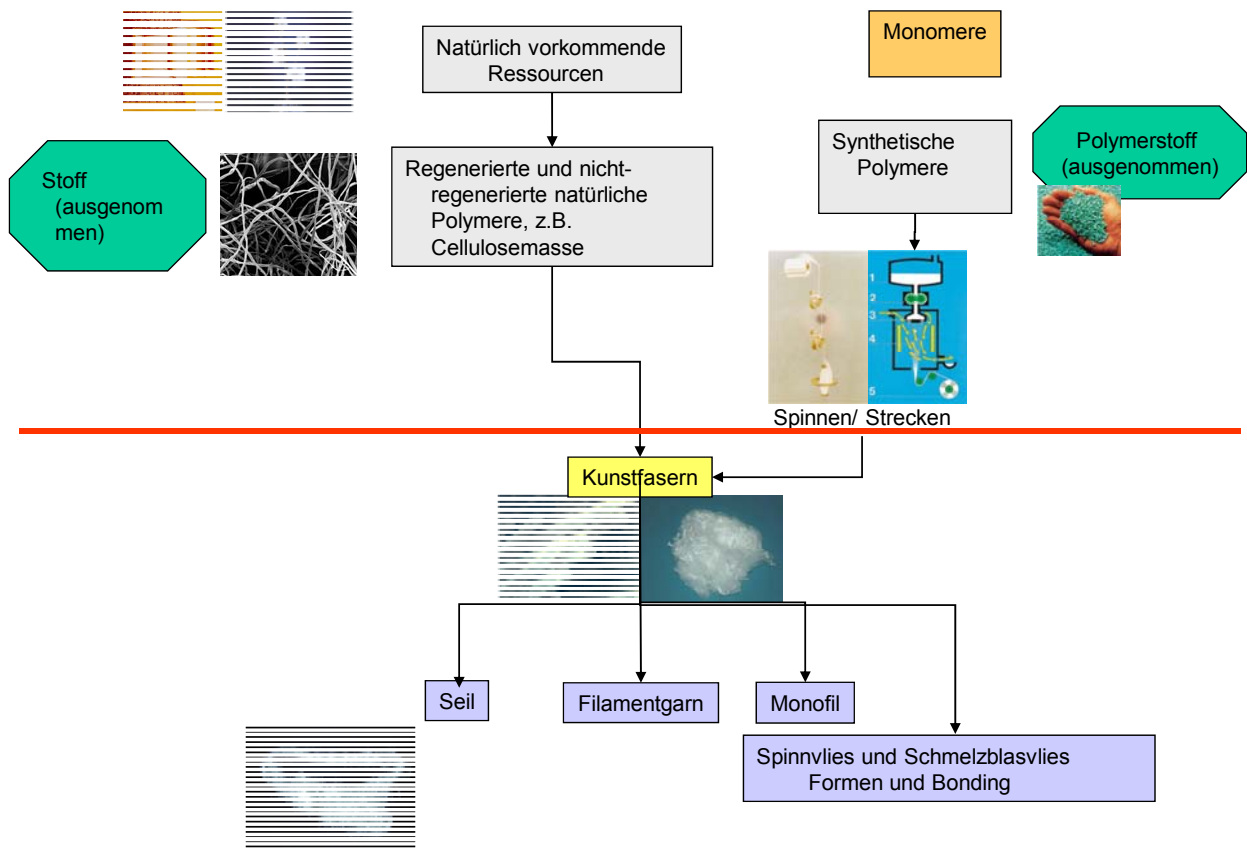 Natürlich vorkommende
Ressourcen
Monomere
Stoff
(ausgenom
men)
Regenerierte und nicht-
regenerierte natürliche
Polymere, z.B.
Cellulosemasse
Synthetische
Polymere
Polymerstoff
(ausgenommen)
1
2
3
4
5
Spinnen/ Strecken
Kunstfasern
Seil
Filamentgarn
Monofil
Spinnvlies und Schmelzblasvlies
Formen und Bonding